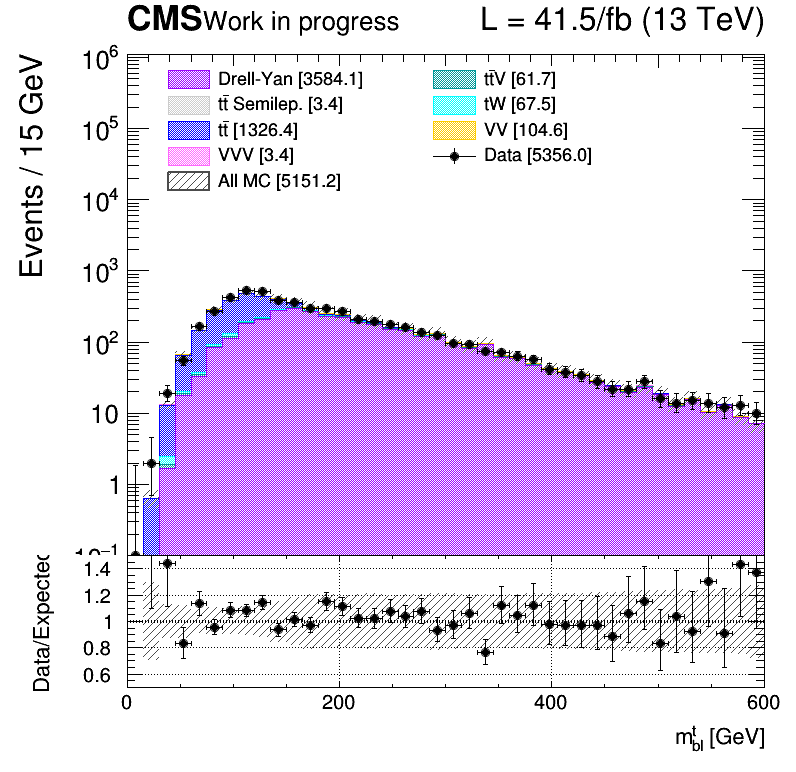 CMS Work in progress L = 41.5/fb (13 TeV)
Events / 15 GeV
10⁶
10⁵
10⁴
10³
10²
10
1
10⁻¹
Drell-Yan [3584.1]
tt̄ Semilep. [3.4]
tt̄ [1326.4]
VVV [3.4]
All MC [5151.2]
tt̄V [61.7]
tW [67.5]
VV [104.6]
Data [5356.0]
Data/Expected
1.4
1.2
1
0.8
0.6
0 200 400 600
m^t_bl [GeV]